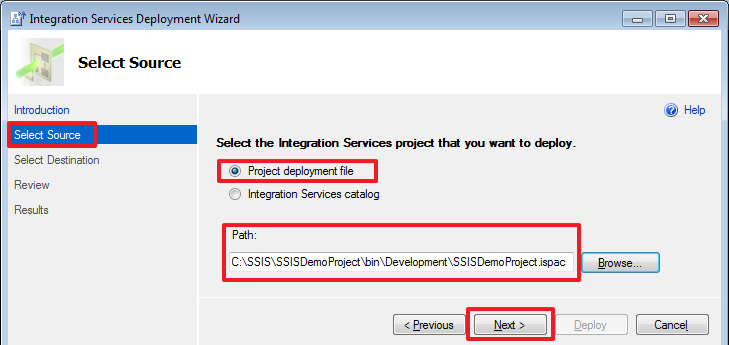 Integration Services Deployment Wizard
Select Source
Introduction
Help
Select Source
Select the Integration Services project that you want to deploy.
Select Destination
Project deployment file
Review
Integration Services catalog
Results
Path:
C:\SSIS\SSISDemoProject\bin\Development\SSISDemoProject.ispac
Browse...
< Previous
Next >
Deploy
Cancel